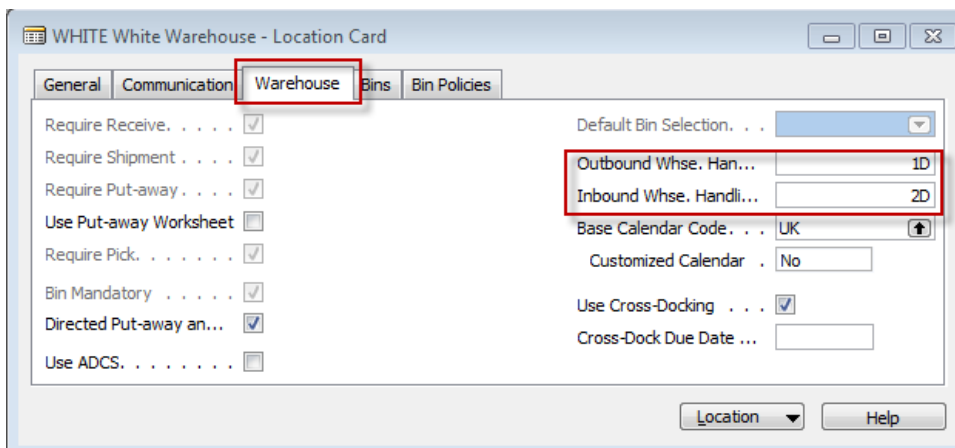 WHITE White Warehouse - Location Card
General Communication Warehouse Bins Bin Policies
Require Receive. . . . . .
Require Shipment . . . . .
Require Put-away . . . . .
Use Put-away Worksheet
Require Pick. . . . . . . .
Bin Mandatory . . . . . .
Directed Put-away an...
Use ADCS. . . . . . . . .
Default Bin Selection. . . .
Outbound Whse. Han... 1D
Inbound Whse. Handli... 2D
Base Calendar Code. . . . UK
Customized Calendar . No
Use Cross-Docking . . . .
Cross-Dock Due Date ...
Location Help